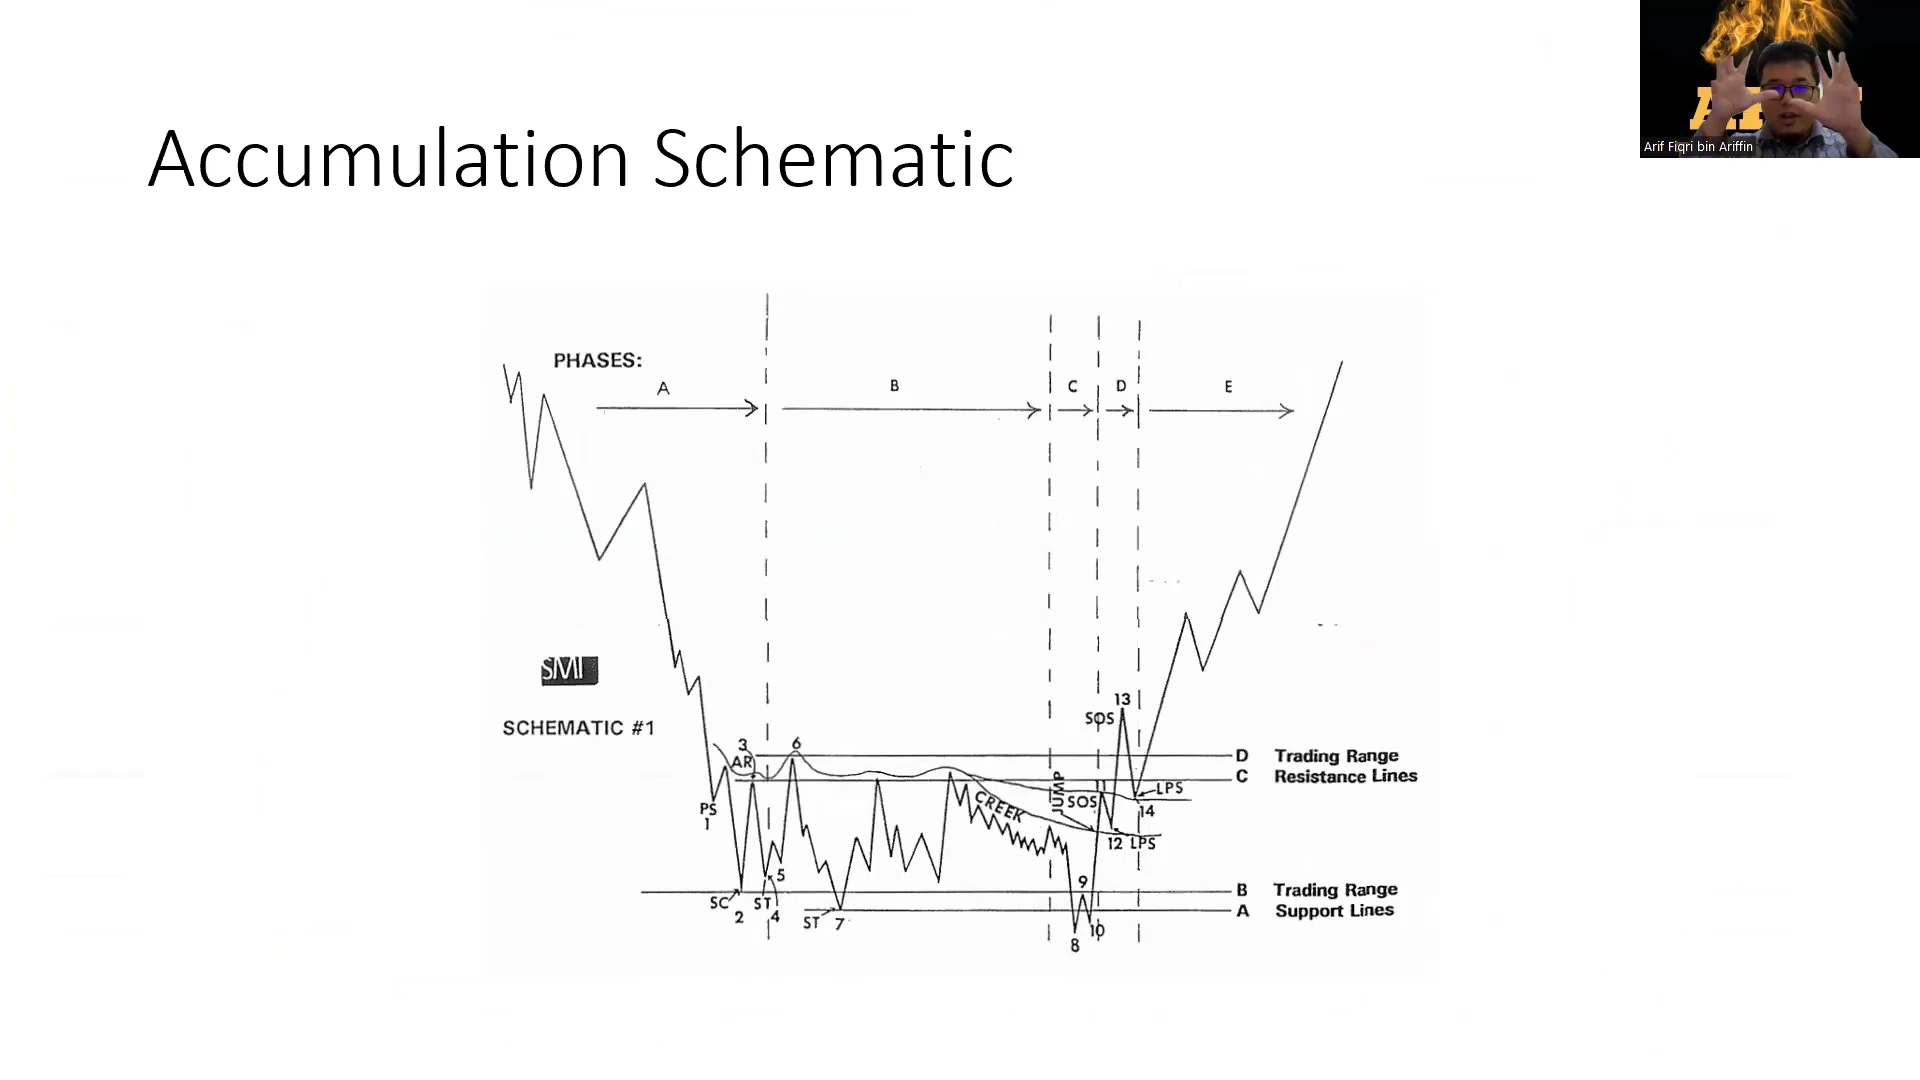 Accumulation Schematic
Arif Fiqri bin Ariffin
PHASES:
A
B
C
D
E
SMI
SCHEMATIC #1
13
SOS
3
6
AR
D Trading Range
C Resistance Lines
JUMP
11
LPS
SOS
CREEK
PS
1
14
12 LPS
5
9
B Trading Range
SC
ST
A Support Lines
2
4
ST 7
10
8